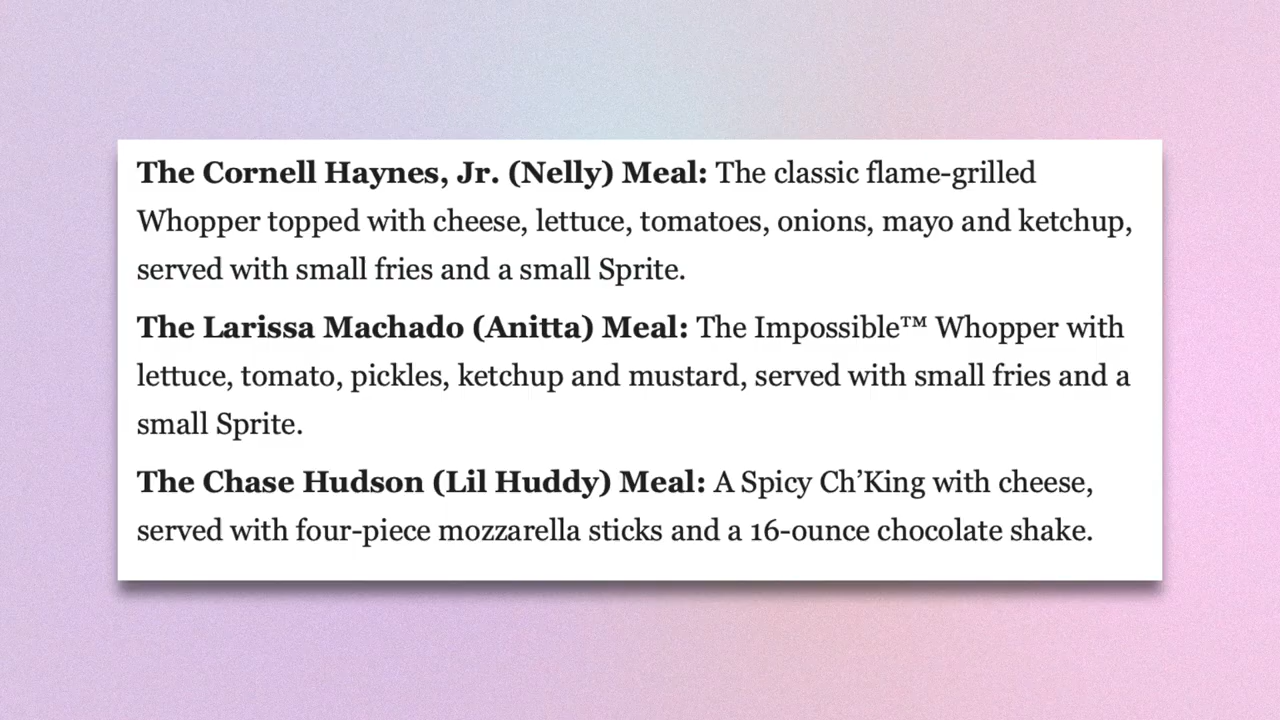 The Cornell Haynes, Jr. (Nelly) Meal: The classic flame-grilled
Whopper topped with cheese, lettuce, tomatoes, onions, mayo and ketchup,
served with small fries and a small Sprite.
The Larissa Machado (Anitta) Meal: The Impossible™ Whopper with
lettuce, tomato, pickles, ketchup and mustard, served with small fries and a
small Sprite.
The Chase Hudson (Lil Huddy) Meal: A Spicy Ch’King with cheese,
served with four-piece mozzarella sticks and a 16-ounce chocolate shake.